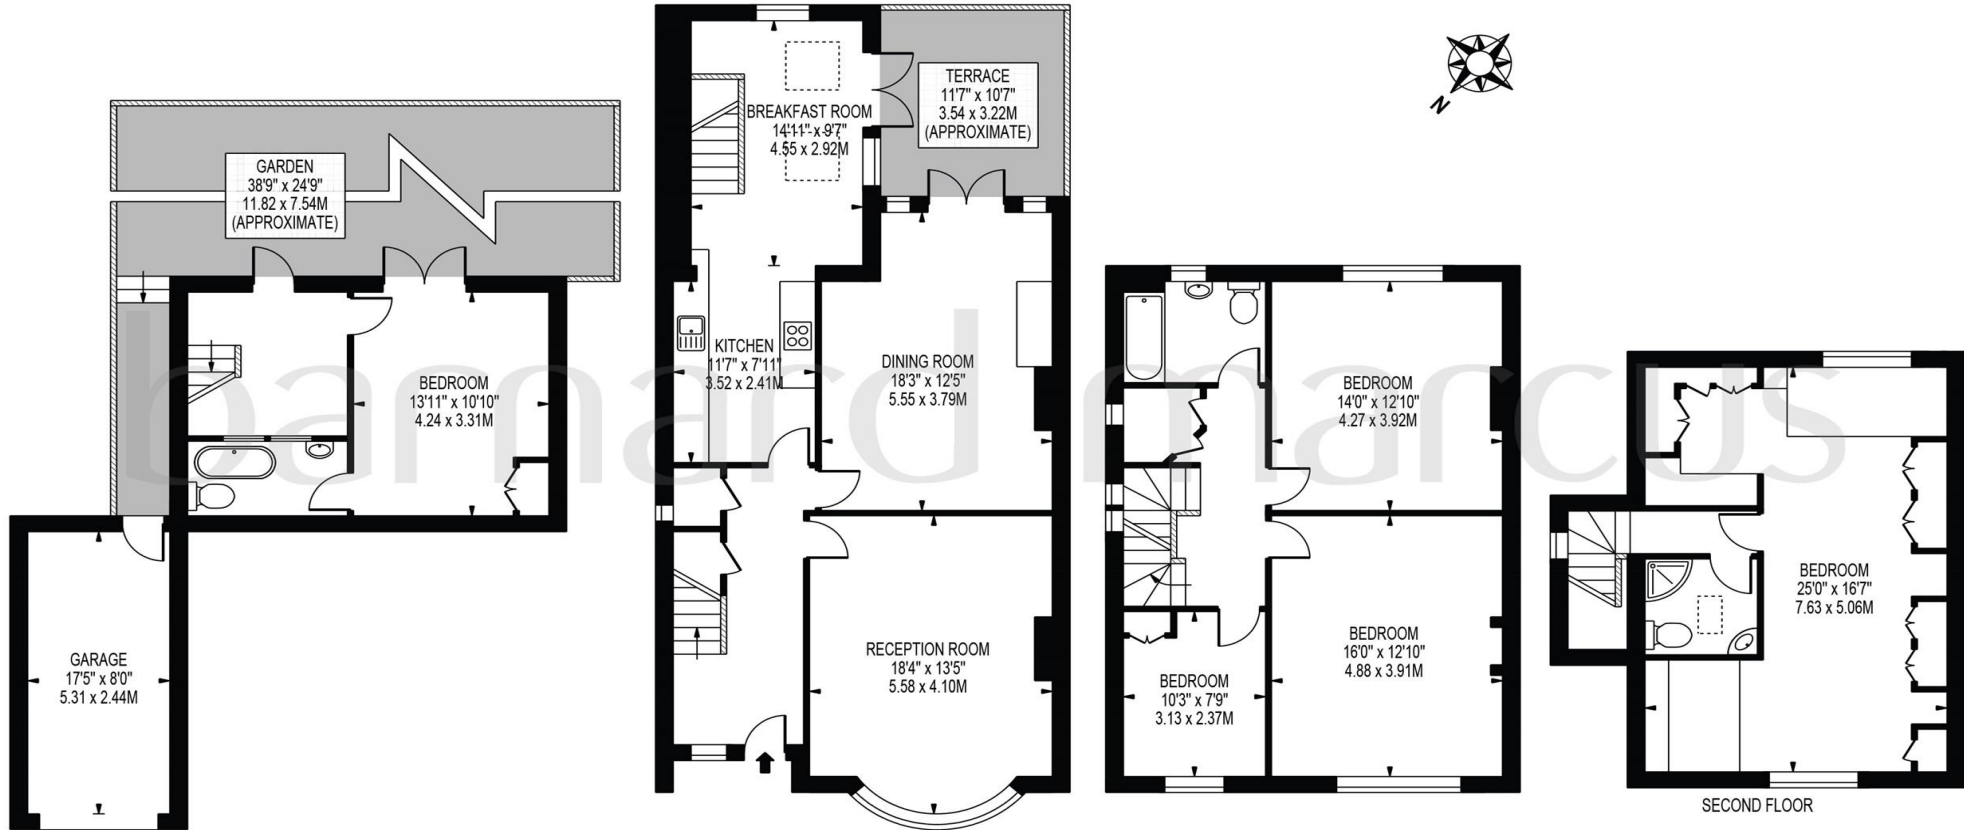 GARDEN
38'9" x 24'9"
11.82 x 7.54M
(APPROXIMATE)
BEDROOM
13'11" x 10'10"
4.24 x 3.31M
GARAGE
17'5" x 8'0"
5.31 x 2.44M
BREAKFAST ROOM
14'11" x 9'7"
4.55 x 2.92M
TERRACE
11'7" x 10'7"
3.54 x 3.22M
(APPROXIMATE)
KITCHEN
11'7" x 7'11"
3.52 x 2.41M
DINING ROOM
18'3" x 12'5"
5.55 x 3.79M
RECEPTION ROOM
18'4" x 13'5"
5.58 x 4.10M
N
BEDROOM
14'0" x 12'10"
4.27 x 3.92M
BEDROOM
16'0" x 12'10"
4.88 x 3.91M
BEDROOM
10'3" x 7'9"
3.13 x 2.37M
BEDROOM
25'0" x 16'7"
7.63 x 5.06M
SECOND FLOOR
barnard marcus